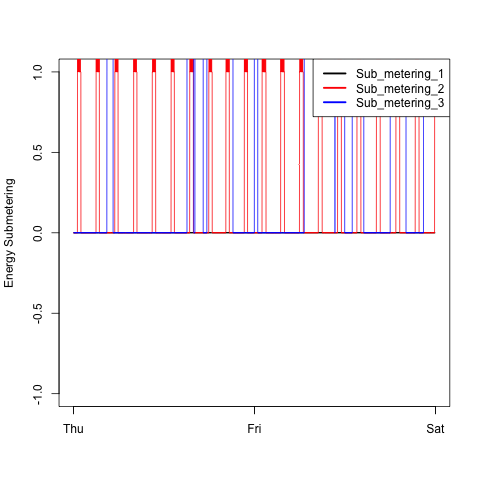 Sub_metering_1
Sub_metering_2
Sub_metering_3
Energy Submetering
1.0
0.5
0.0
-0.5
-1.0
Thu Fri Sat